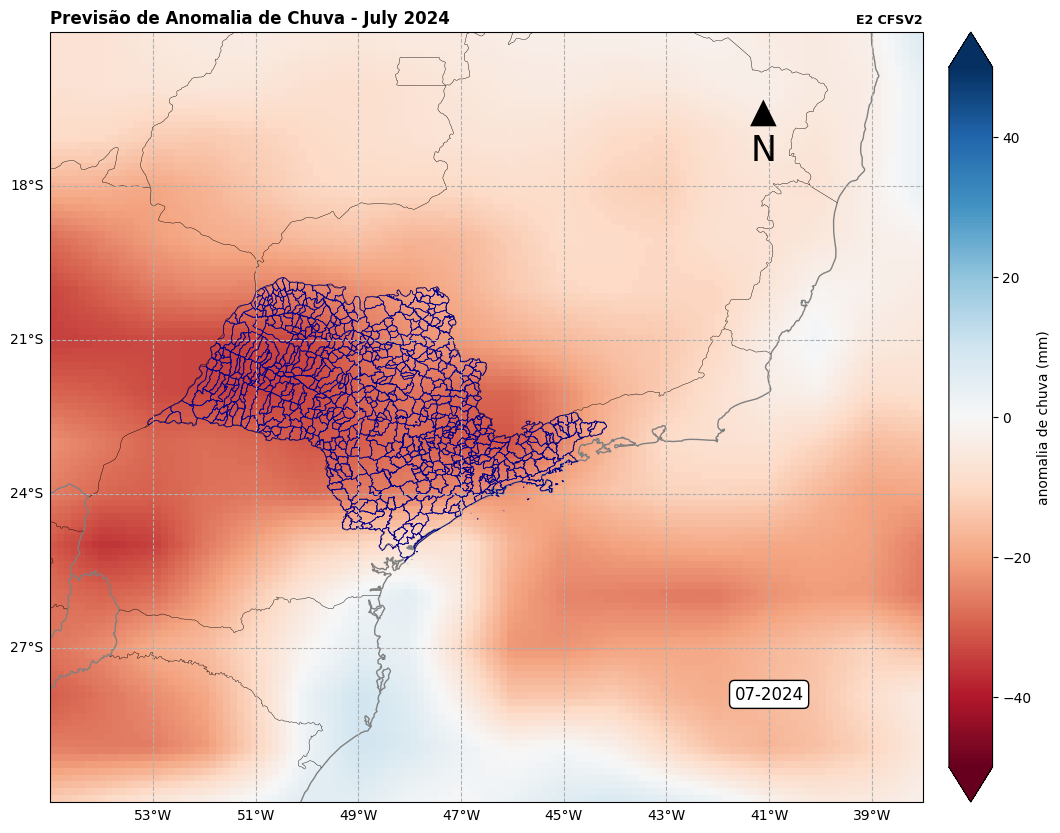 Previsão de Anomalia de Chuva - July 2024
E2 CFSV2
N
18°S
21°S
24°S
27°S
07-2024
53°W
51°W
49°W
47°W
45°W
43°W
41°W
39°W
40
20
0
−20
−40
anomalia de chuva (mm)